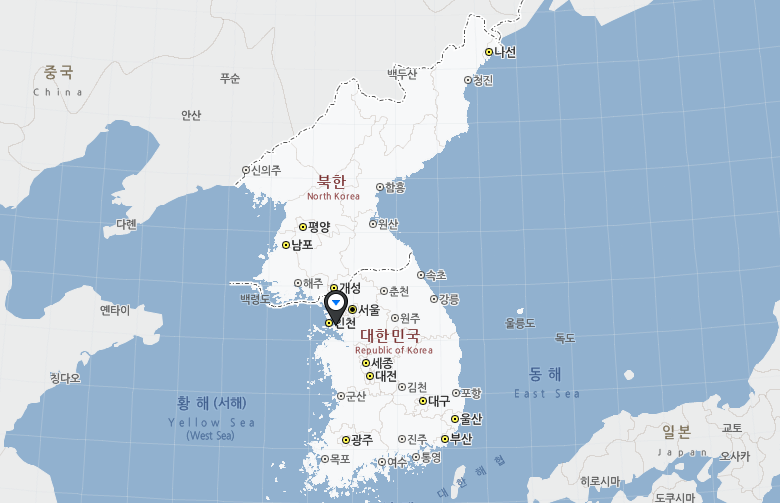 나선
중국
China
푸순
백두산
청진
안산
신의주
북한
North Korea
함흥
다롄
평양
원산
남포
속초
해주
개성
춘천
백령도
강릉
옌타이
서울
인천
원주
울릉도
독도
대한민국
Republic of Korea
세종
칭다오
대전
동해
East Sea
김천
포항
군산
대구
황해(서해)
Yellow Sea
(West Sea)
울산
일본
Japan
교토
광주
진주
부산
오사카
목포
여수
통영
대한해협
히로시마
도쿠시마